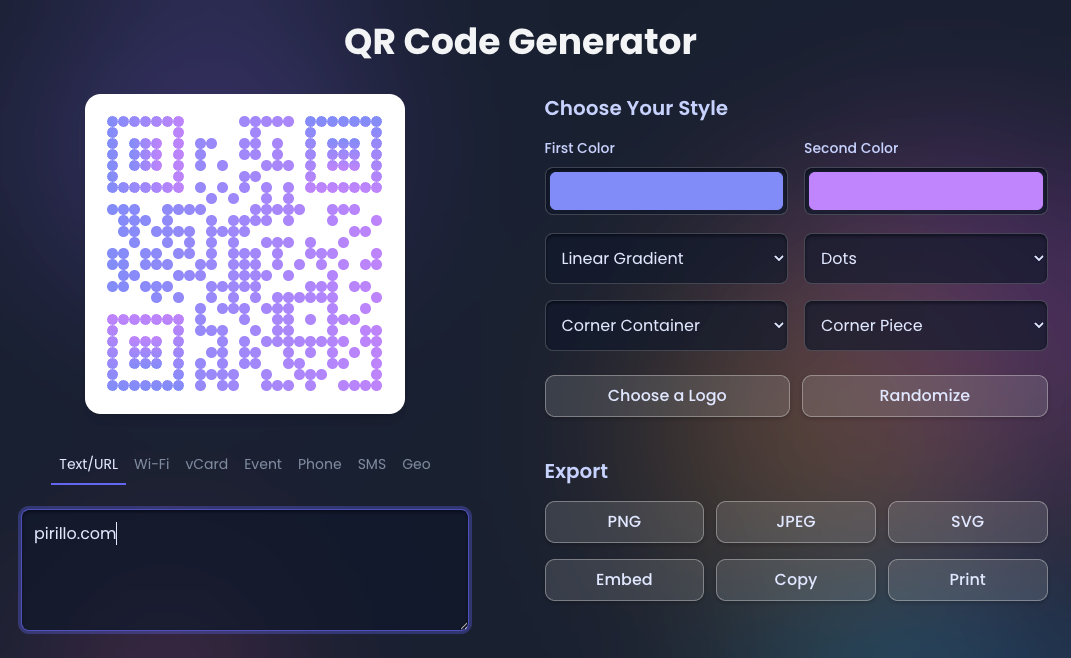 QR Code Generator
Text/URL Wi-Fi vCard Event Phone SMS Geo
pirillo.com
Choose Your Style
First Color Second Color
Linear Gradient Dots
Corner Container Corner Piece
Choose a Logo Randomize
Export
PNG JPEG SVG
Embed Copy Print